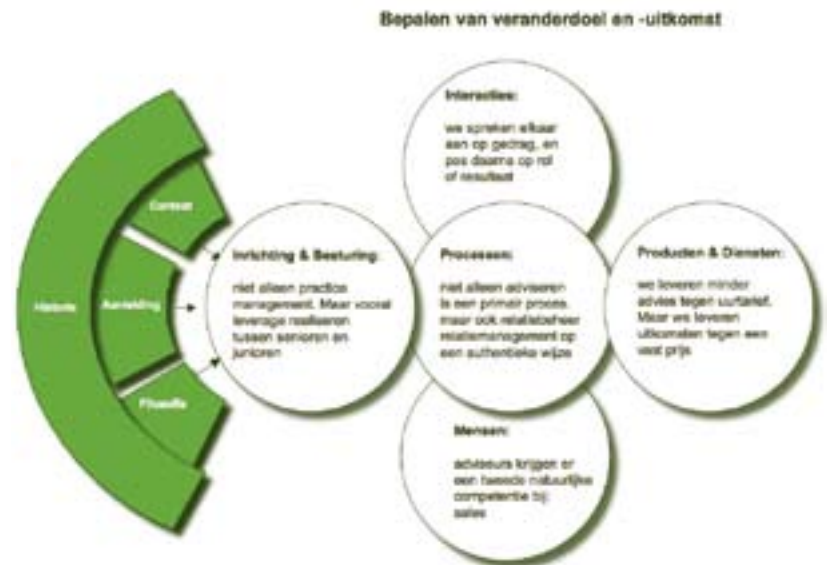 Bepalen van veranderdoel en -uitkomst
Historie
Context
Aanleiding
Filosofie
Interacties:
we spreken elkaar
aan op gedrag, en
pas daarna op rol
of resultaat
Inrichting & Besturing:
niet alleen practice
management. Maar vooral
leverage realiseren
tussen senioren en
junioren
Processen:
niet alleen adviseren
is een primair proces,
maar ook relatiebeheer
relatiemanagement op
een authentieke wijze
Producten & Diensten:
we leveren minder
advies tegen uurtarief.
Maar we leveren
uitkomsten tegen een
vast prijs
Mensen:
adviseurs krijgen er
een tweede natuurlijke
competentie bij:
sales